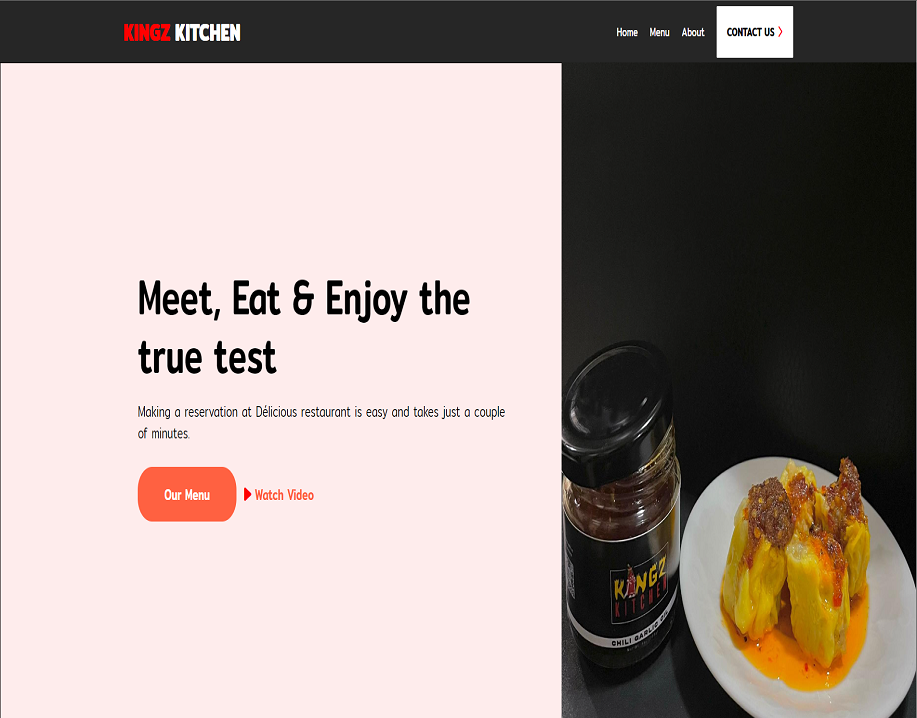 KINGZ KITCHEN
Home Menu About CONTACT US
Meet, Eat & Enjoy the
true test
Making a reservation at Délicious restaurant is easy and takes just a couple
of minutes.
Our Menu Watch Video
KINGZ
KITCHEN
CHILI GARLIC